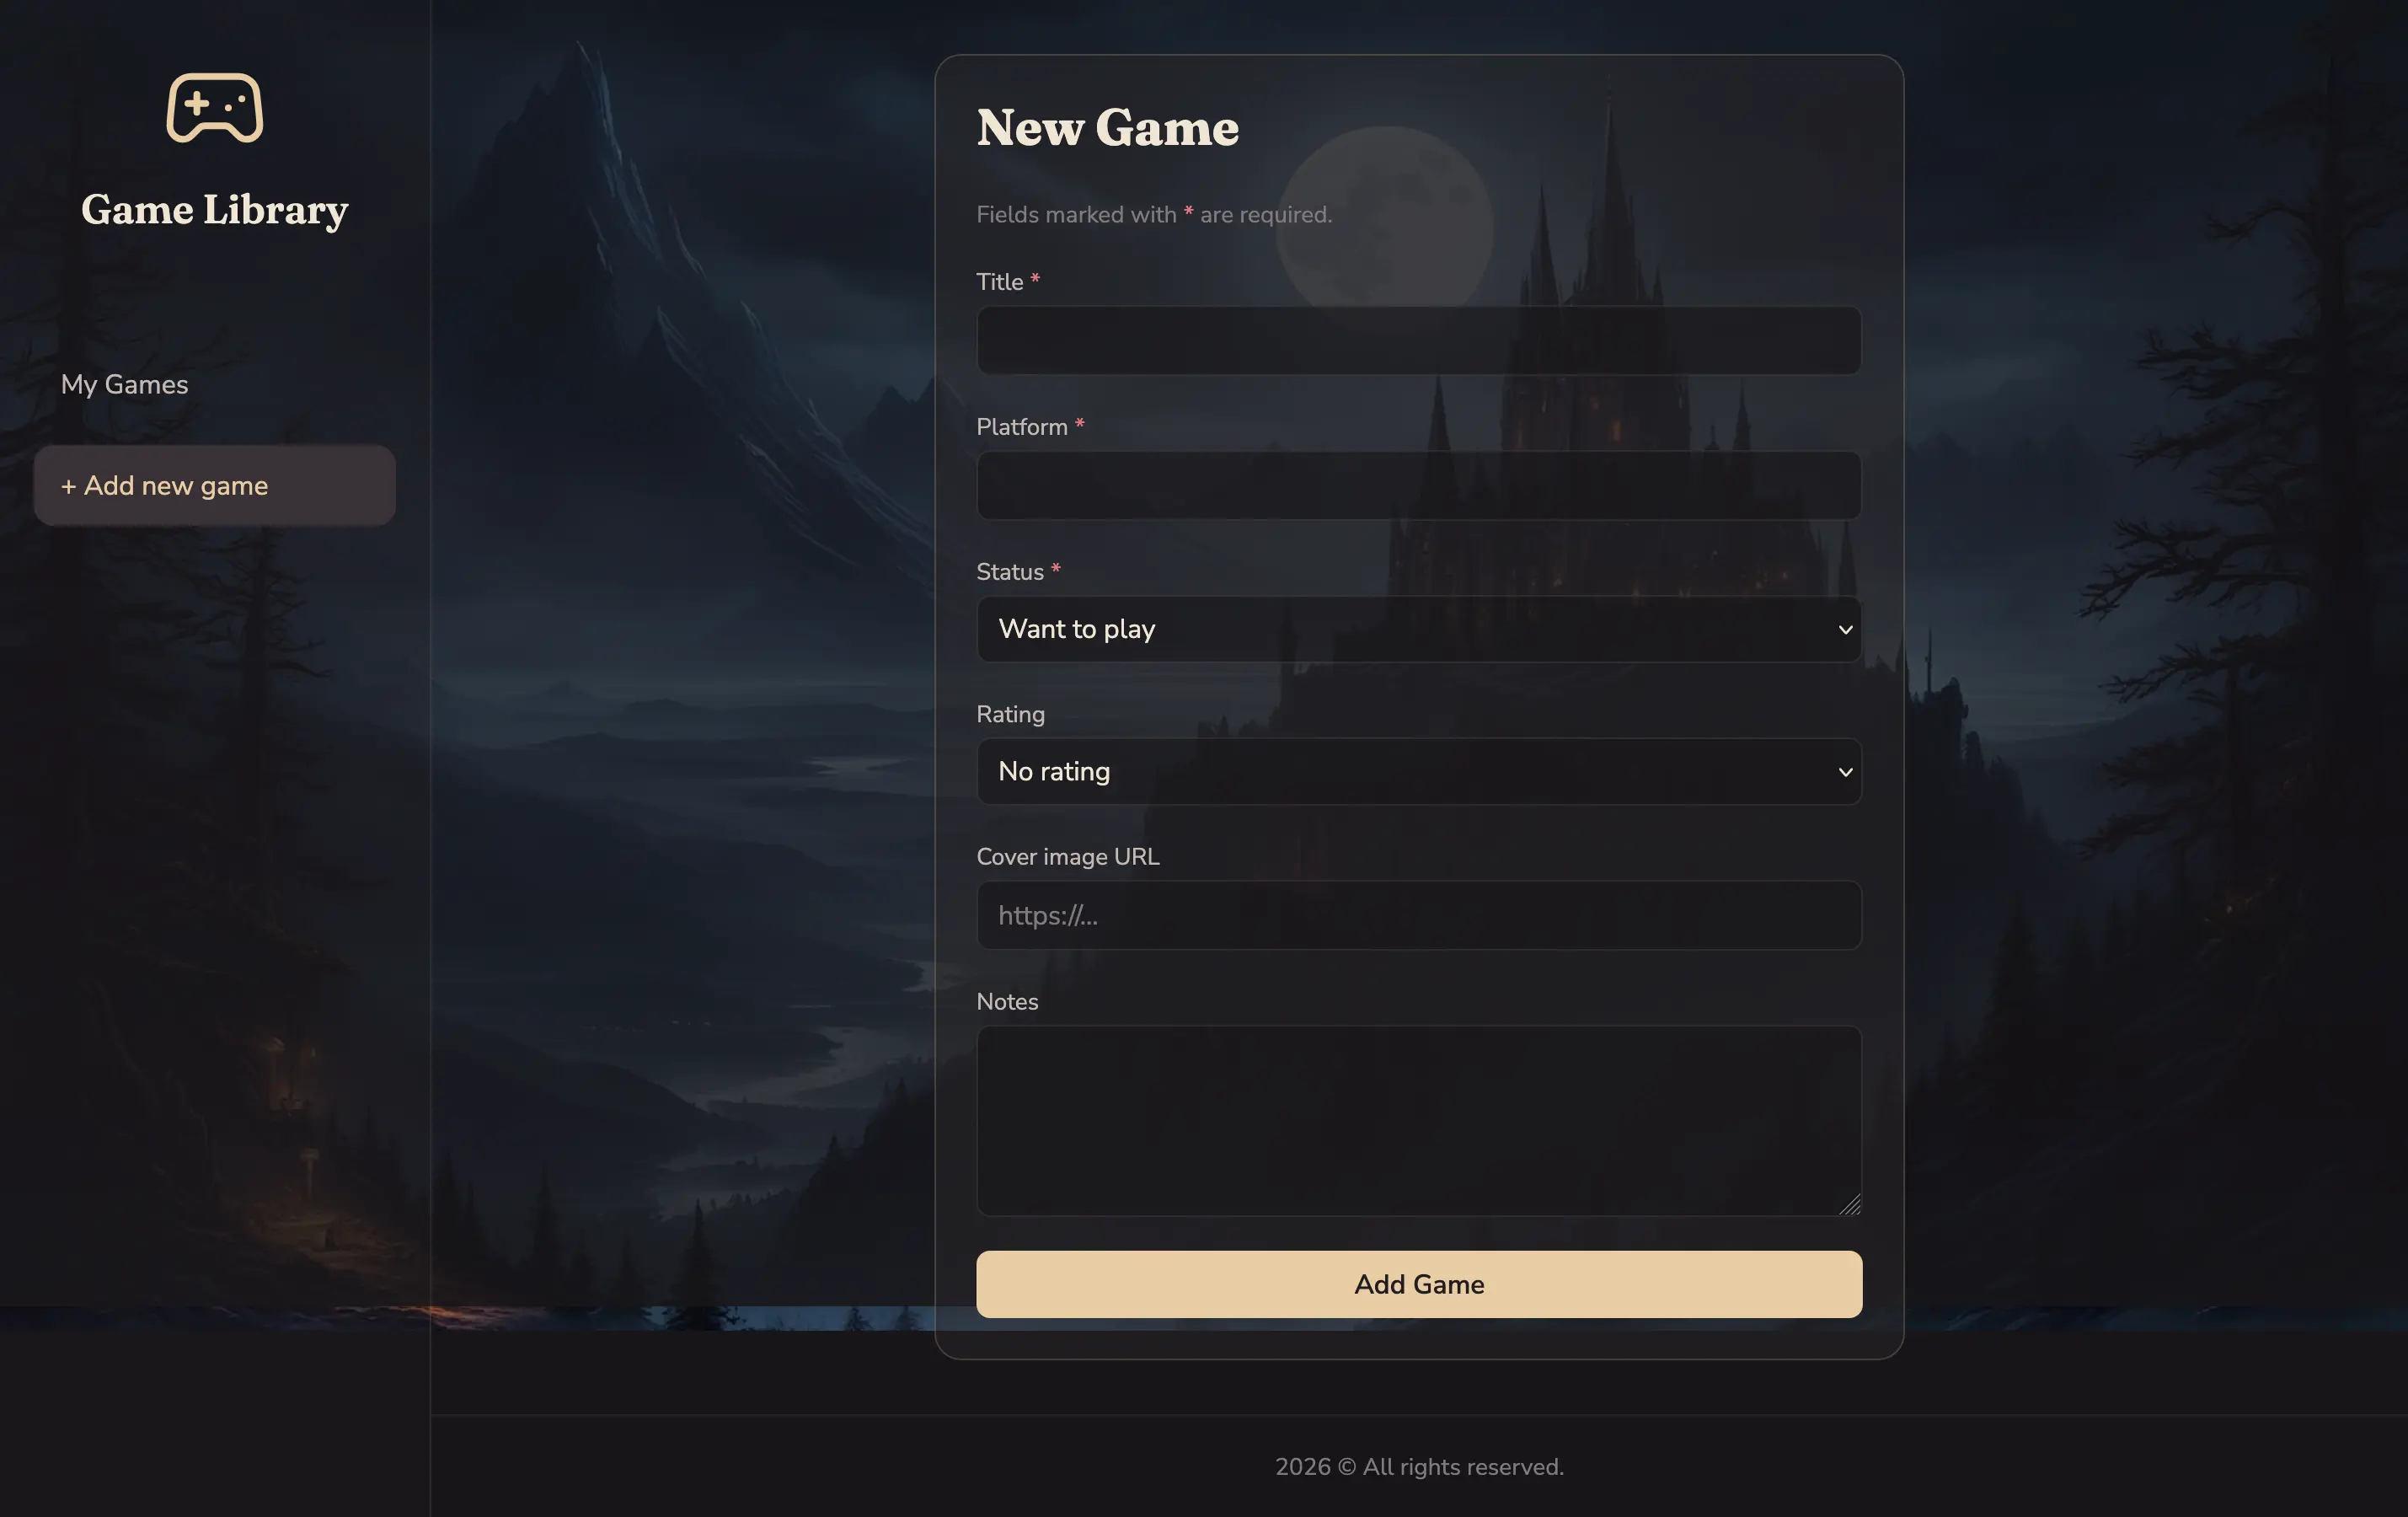 Game Library
My Games
+ Add new game
New Game
Fields marked with * are required.
Title *
Platform *
Status *
Want to play
Rating
No rating
Cover image URL
https://...
Notes
Add Game
2026 © All rights reserved.